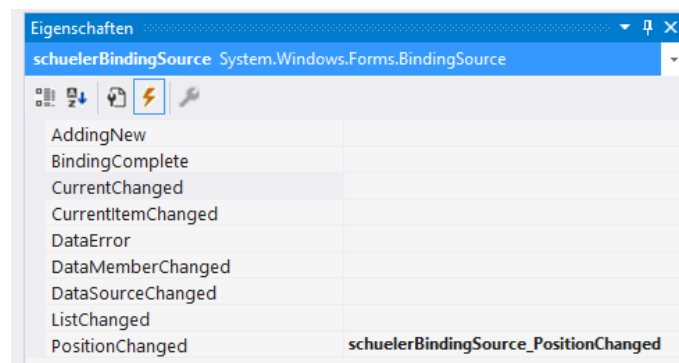 Eigenschaften
schuelerBindingSource System.Windows.Forms.BindingSource
AddingNew
BindingComplete
CurrentChanged
CurrentItemChanged
DataError
DataMemberChanged
DataSourceChanged
ListChanged
PositionChanged schuelerBindingSource_PositionChanged